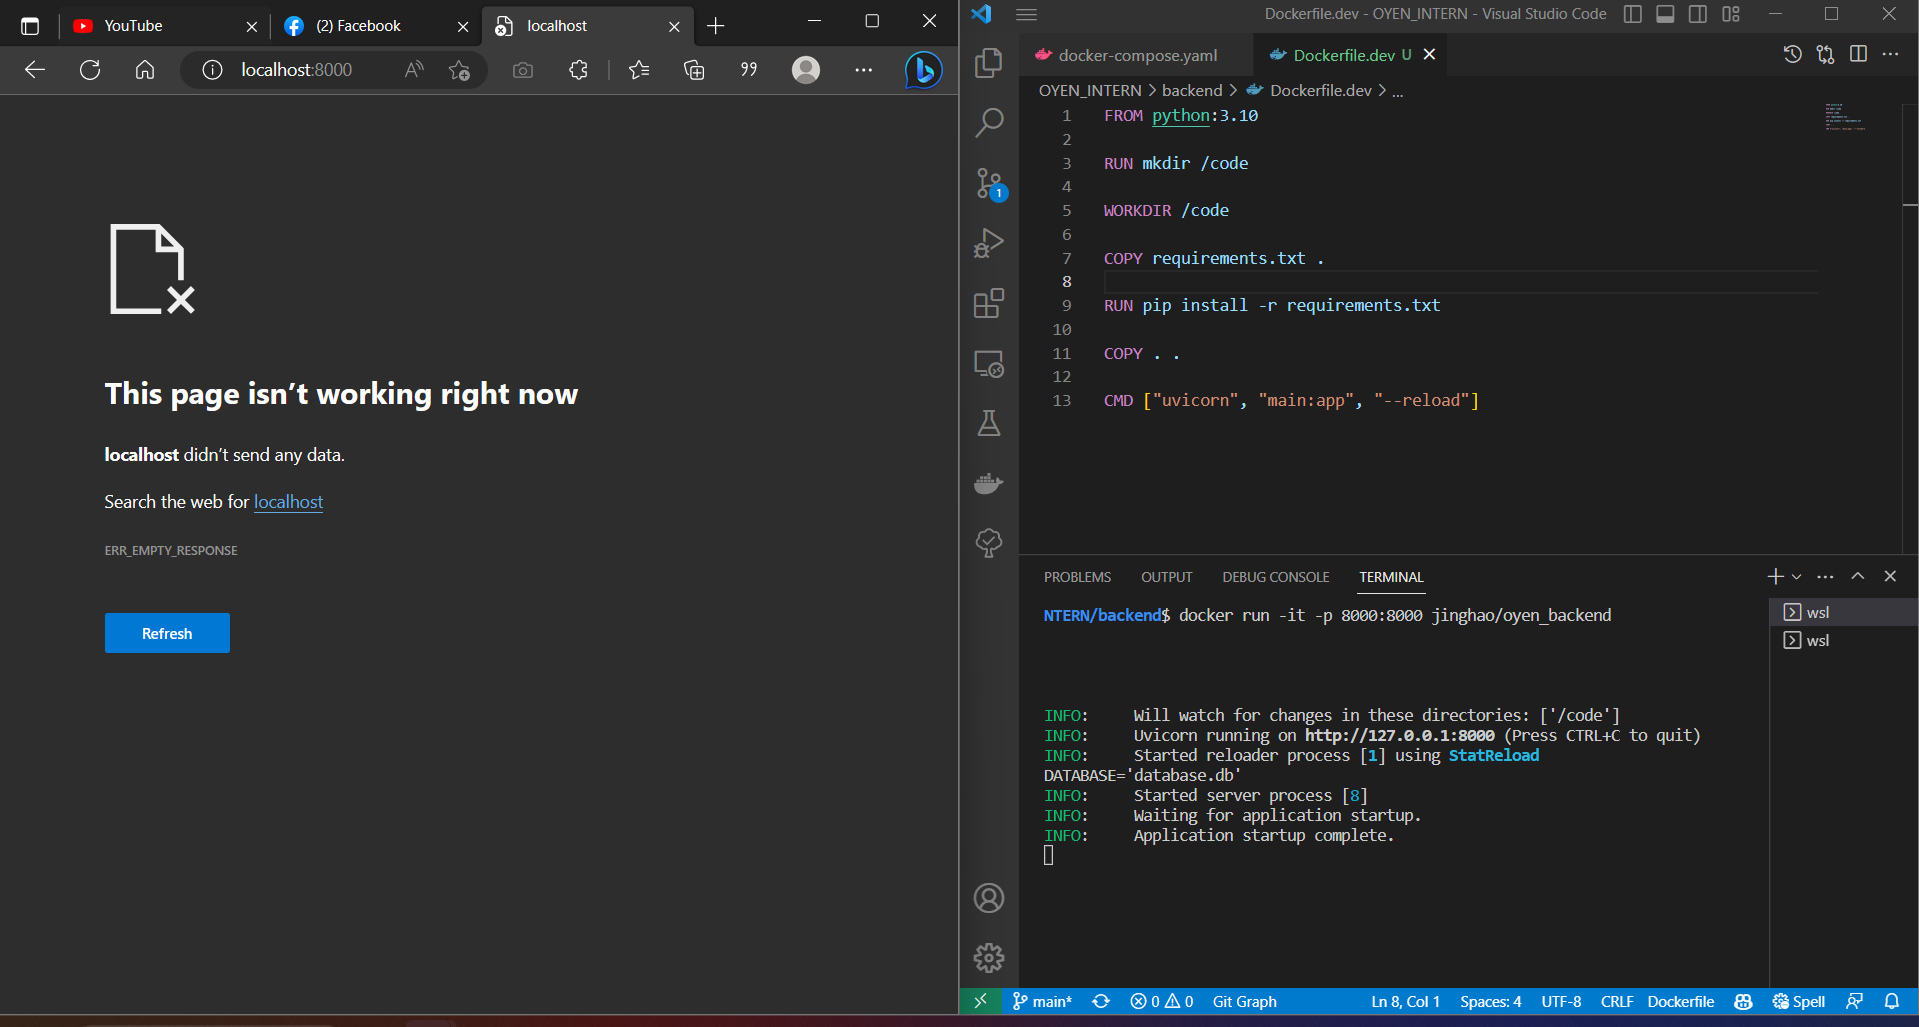 YouTube
(2) Facebook
localhost
localhost:8000
This page isn’t working right now
localhost didn’t send any data.
Search the web for localhost
ERR_EMPTY_RESPONSE
Refresh
Dockerfile.dev - OYEN_INTERN - Visual Studio Code
docker-compose.yaml
Dockerfile.dev U
OYEN_INTERN > backend > Dockerfile.dev > ...
1 FROM python:3.10
2
3 RUN mkdir /code
4
5 WORKDIR /code
6
7 COPY requirements.txt .
8
9 RUN pip install -r requirements.txt
10
11 COPY . .
12
13 CMD ["uvicorn", "main:app", "--reload"]
1
PROBLEMS OUTPUT DEBUG CONSOLE TERMINAL
NTERN/backend$ docker run -it -p 8000:8000 jinghao/oyen_backend
INFO: Will watch for changes in these directories: ['/code']
INFO: Uvicorn running on http://127.0.0.1:8000 (Press CTRL+C to quit)
INFO: Started reloader process [1] using StatReload
DATABASE='database.db'
INFO: Started server process [8]
INFO: Waiting for application startup.
INFO: Application startup complete.
wsl
wsl
main* 0 0 Git Graph Ln 8, Col 1 Spaces: 4 UTF-8 CRLF Dockerfile Spell